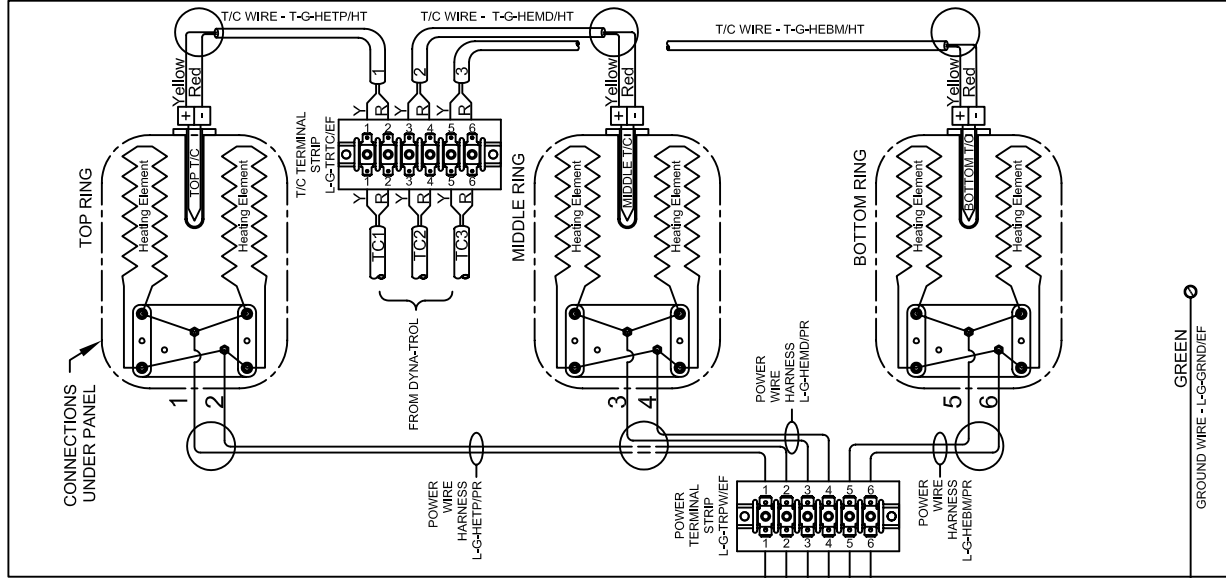 T/C WIRE - T-G-HETP/HT
T/C WIRE - T-G-HEMD/HT
T/C WIRE - T-G-HEBM/HT
Yellow
Red
+
-
1
2
3
Y
R
Y
R
Y
R
Yellow
Red
+
-
Yellow
Red
+
-
TOP RING
Heating Element
TOP T/C
Heating Element
T/C TERMINAL
STRIP
L-G-TRTC/EF
1
2
3
4
5
6
1
2
3
4
5
6
Y
R
Y
R
Y
R
TC1
TC2
TC3
FROM DYNA-TROL
MIDDLE RING
Heating Element
MIDDLE T/C
Heating Element
BOTTOM RING
Heating Element
BOTTOM T/C
Heating Element
CONNECTIONS
UNDER PANEL
1
2
3
4
5
6
POWER
WIRE
HARNESS
L-G-HETP/PR
POWER
WIRE
HARNESS
L-G-HEMD/PR
POWER
TERMINAL
STRIP
L-G-TRPW/EF
1
2
3
4
5
6
1
2
3
4
5
6
POWER
WIRE
HARNESS
L-G-HEBM/PR
GREEN
GROUND WIRE - L-G-GRND/EF